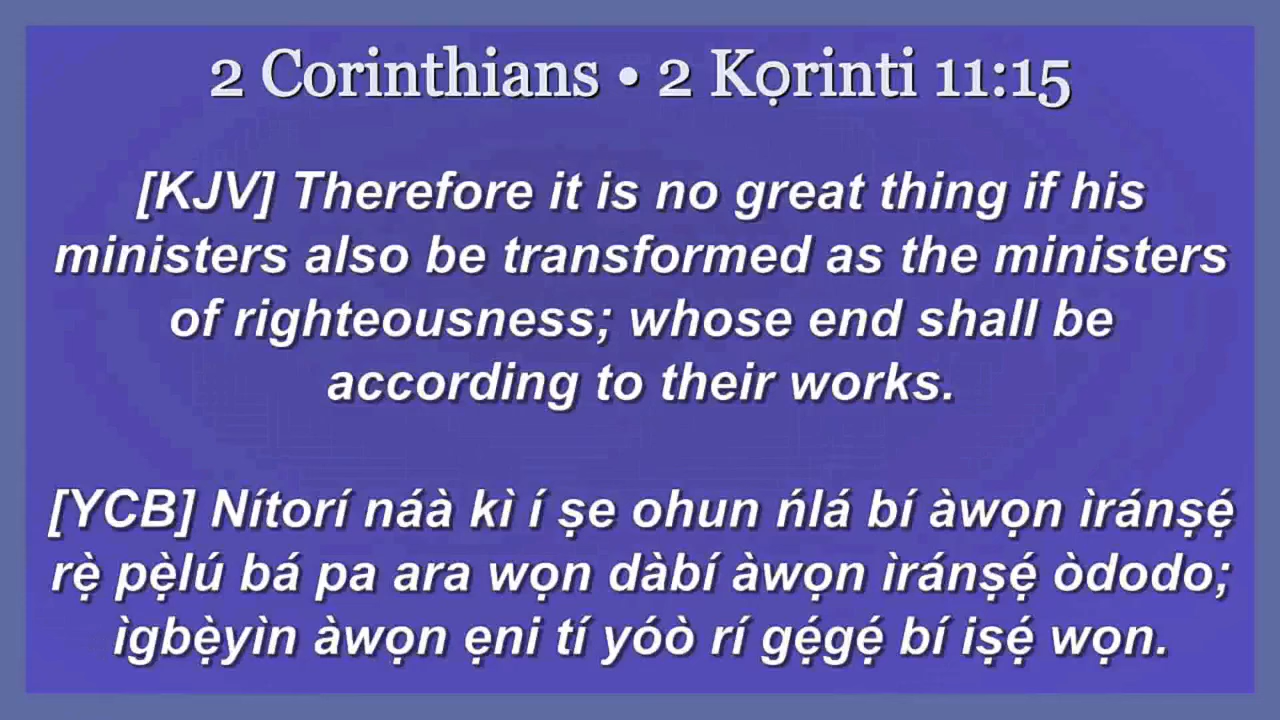 2 Corinthians • 2 Kọrinti 11:15
[KJV] Therefore it is no great thing if his
ministers also be transformed as the ministers
of righteousness; whose end shall be
according to their works.
[YCB] Nítorí náà kì í ṣe ohun ńlá bí àwọn ìránṣẹ́
rẹ̀ pẹ̀lú bá pa ara wọn dàbí àwọn ìránṣẹ́ òdodo;
ìgbẹ̀yìn àwọn ẹni tí yóò rí gẹ́gẹ́ bí iṣẹ́ wọn.